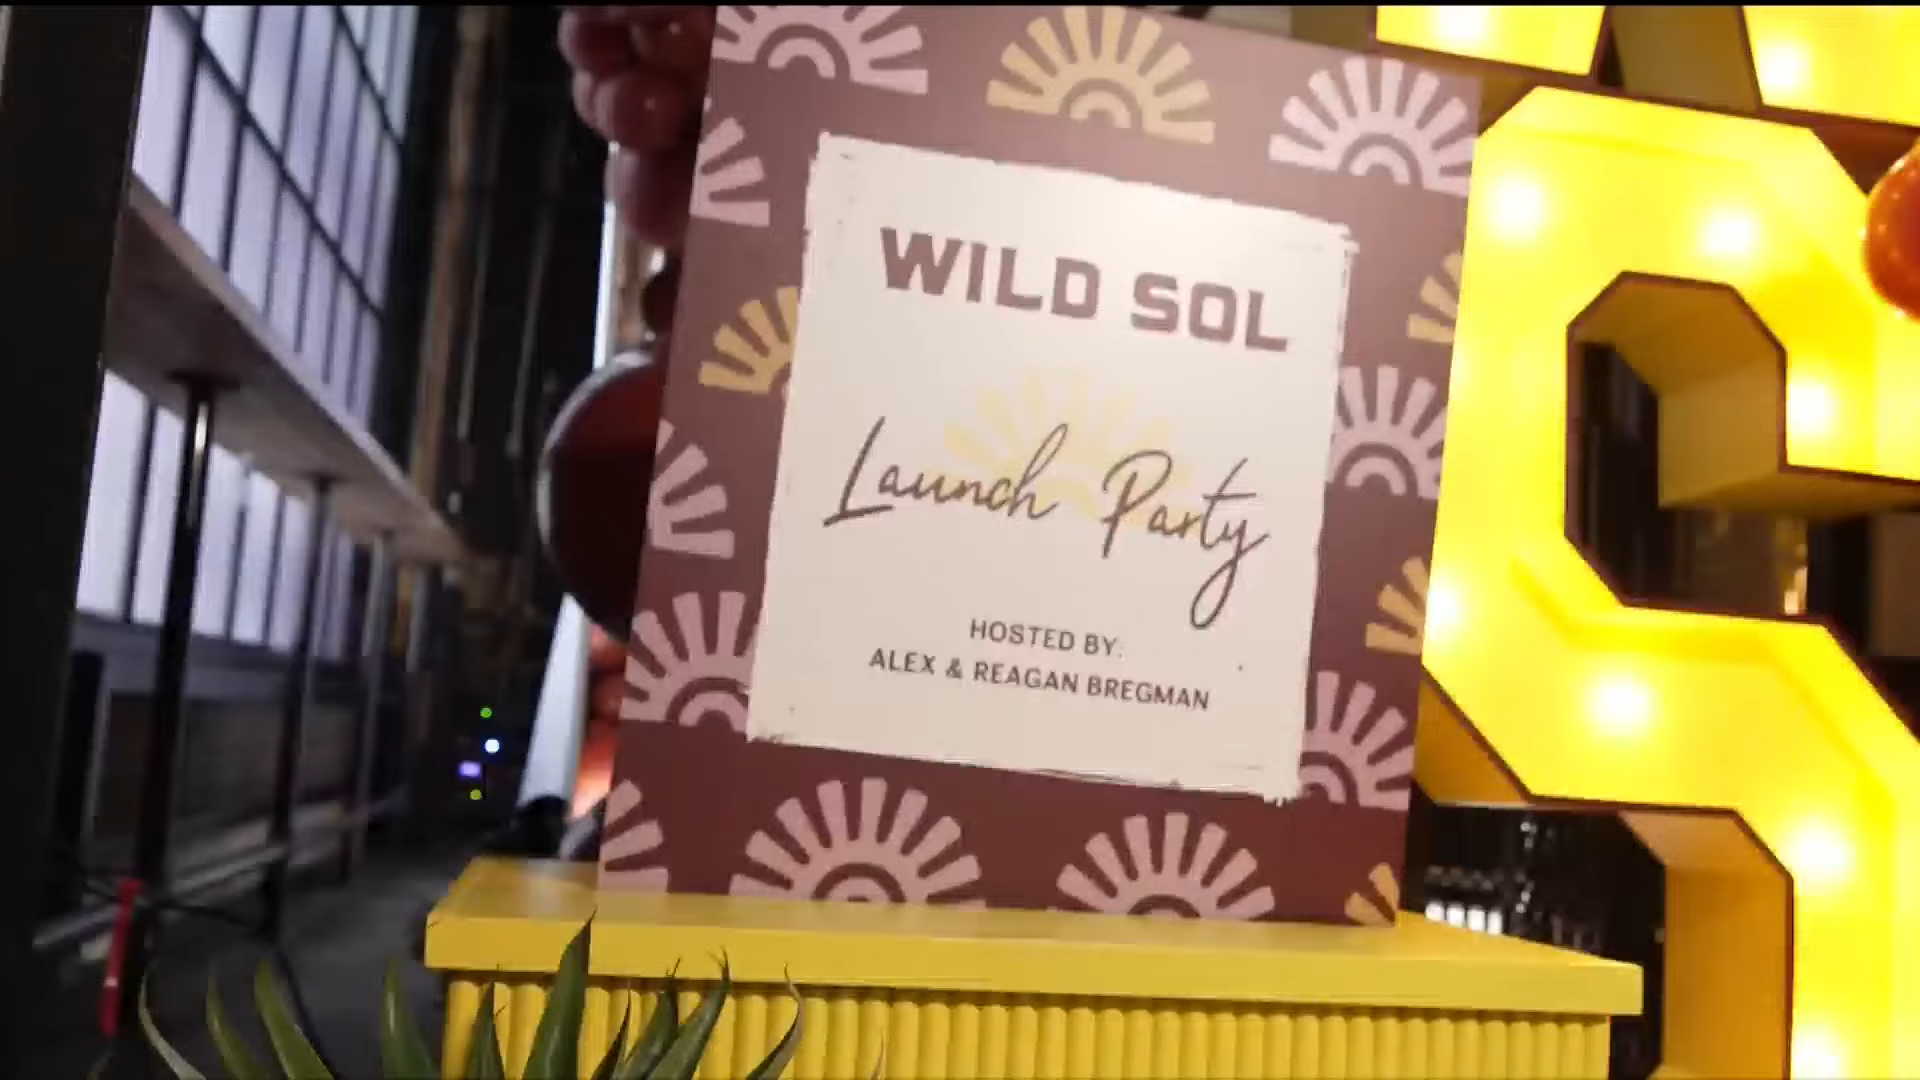 WILD SOL
Launch Party
HOSTED BY:
ALEX & REAGAN BREGMAN